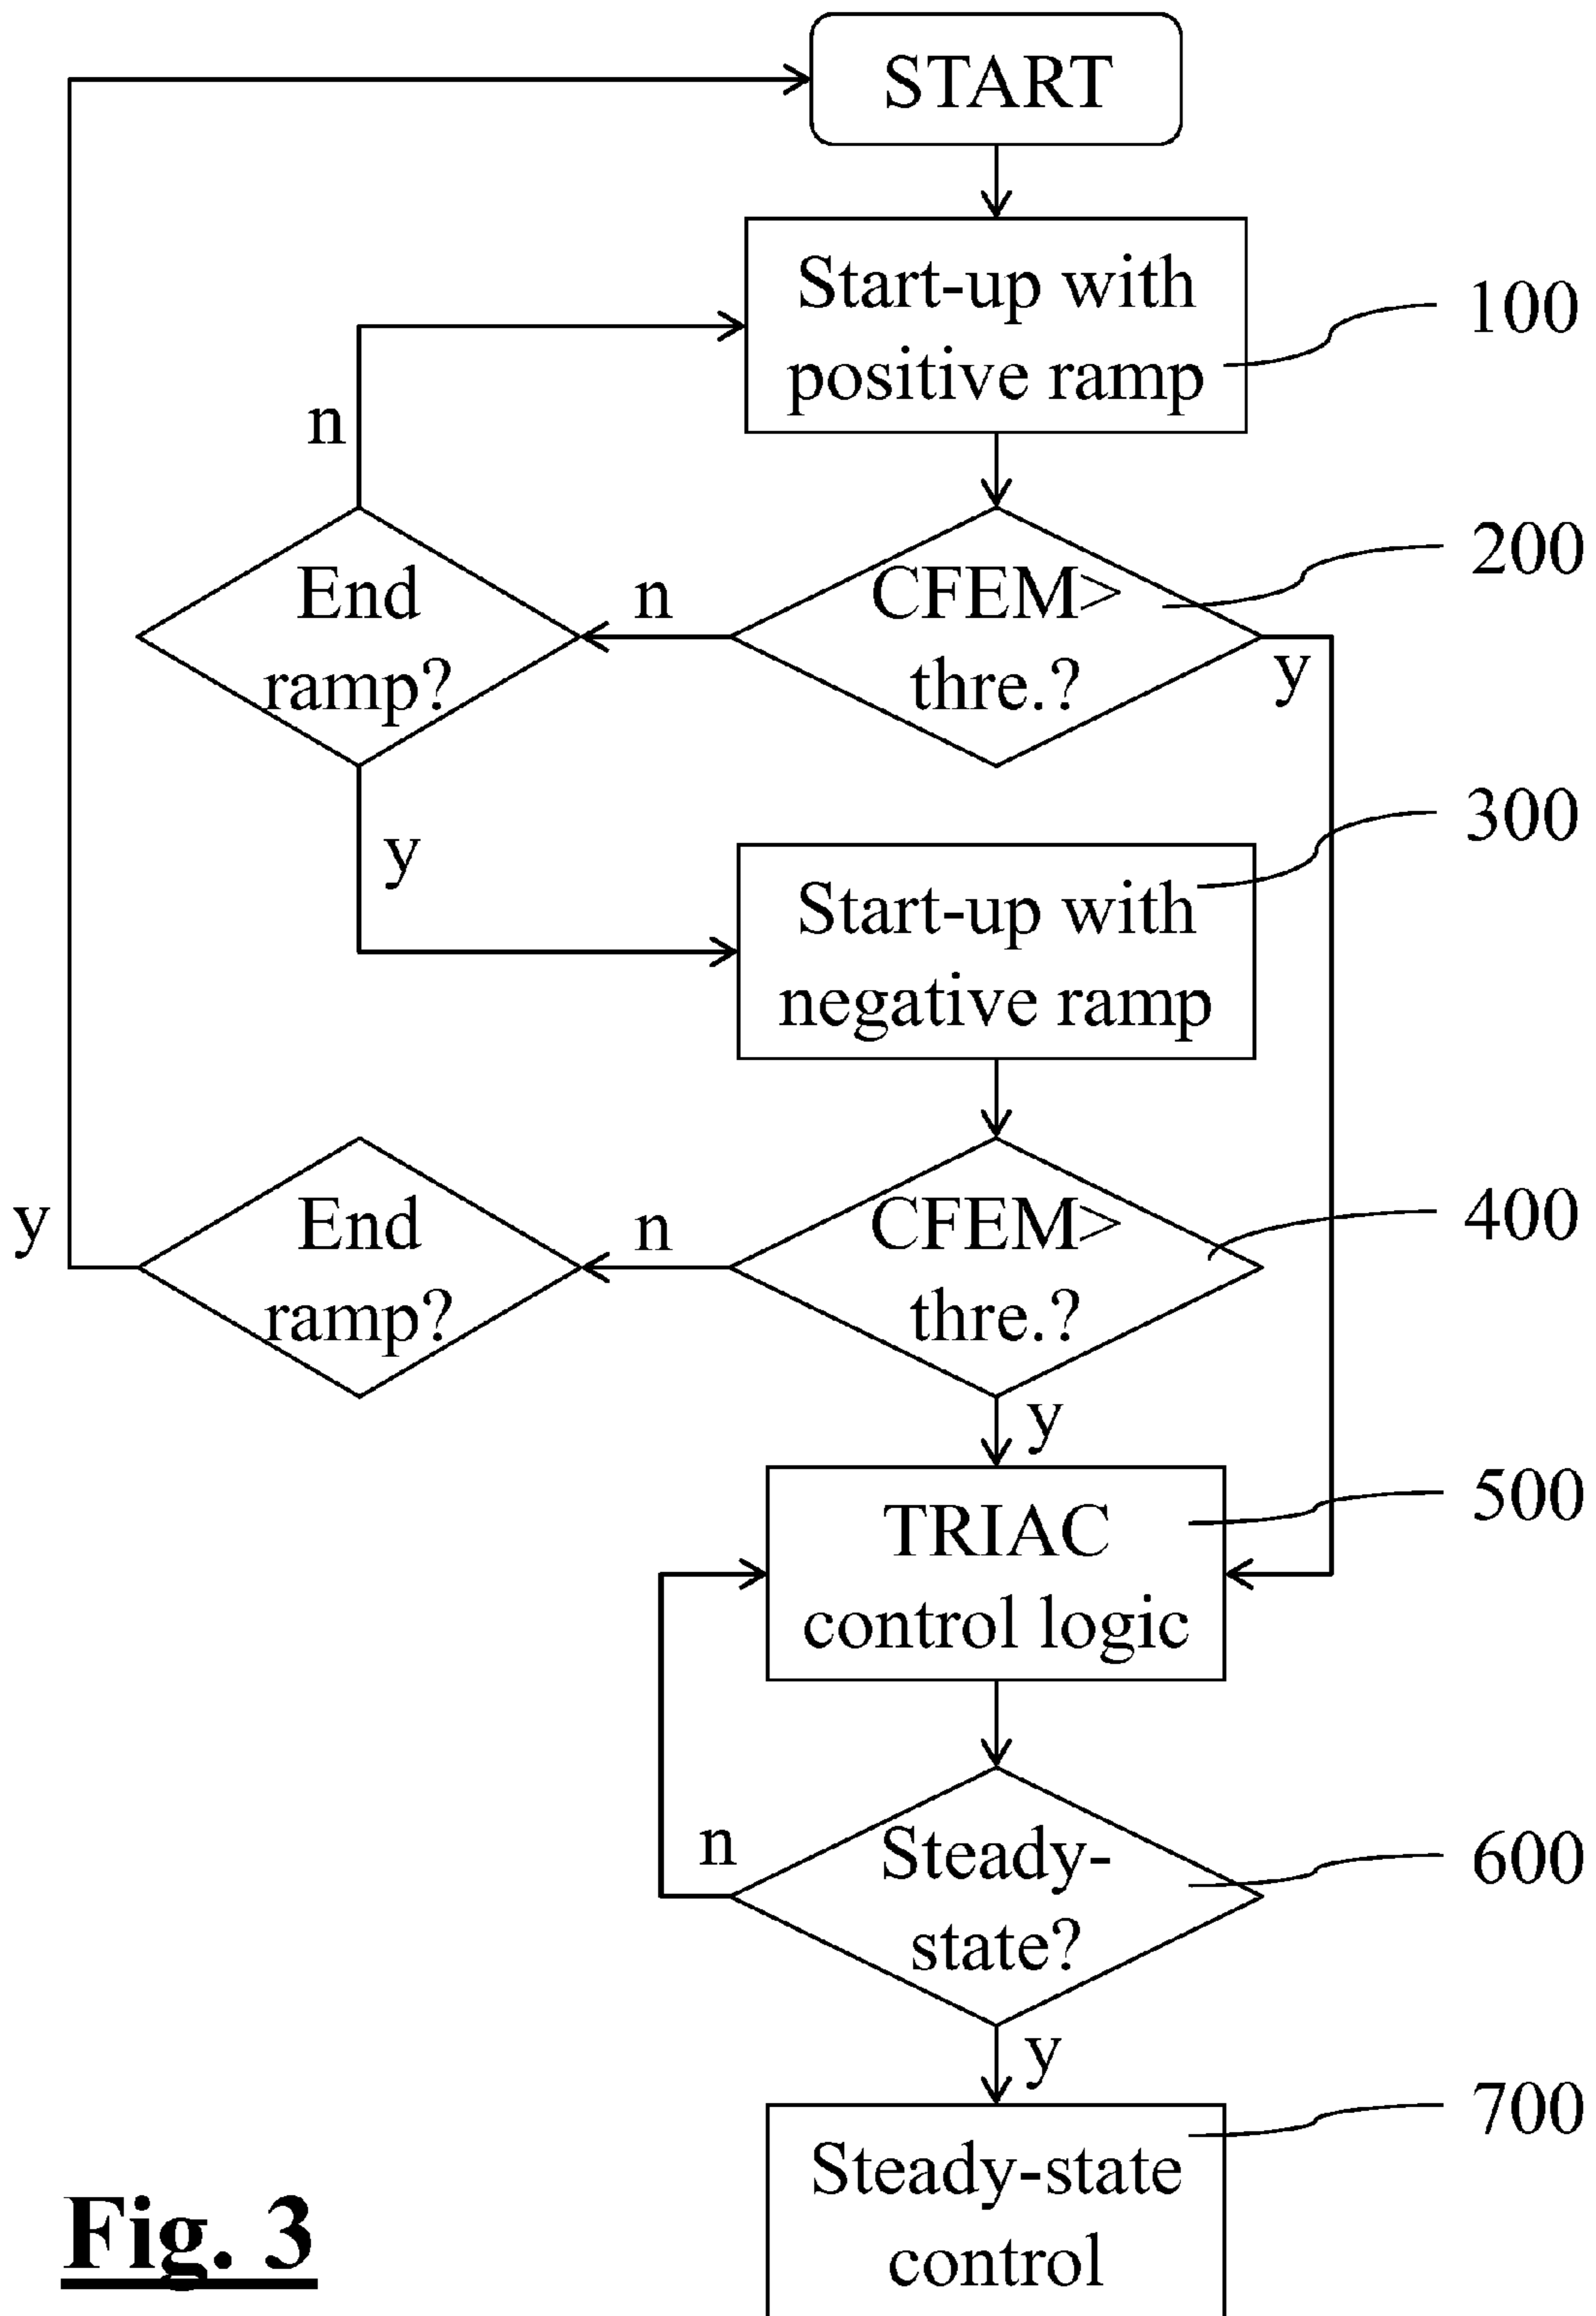 START
Start-up with
positive ramp
100
n
End
ramp?
n
CFEM>
thre.?
y
200
y
Start-up with
negative ramp
300
y
End
ramp?
n
CFEM>
thre.?
400
y
TRIAC
control logic
500
n
Steady-
state?
600
y
Steady-state
control
700
Fig. 3